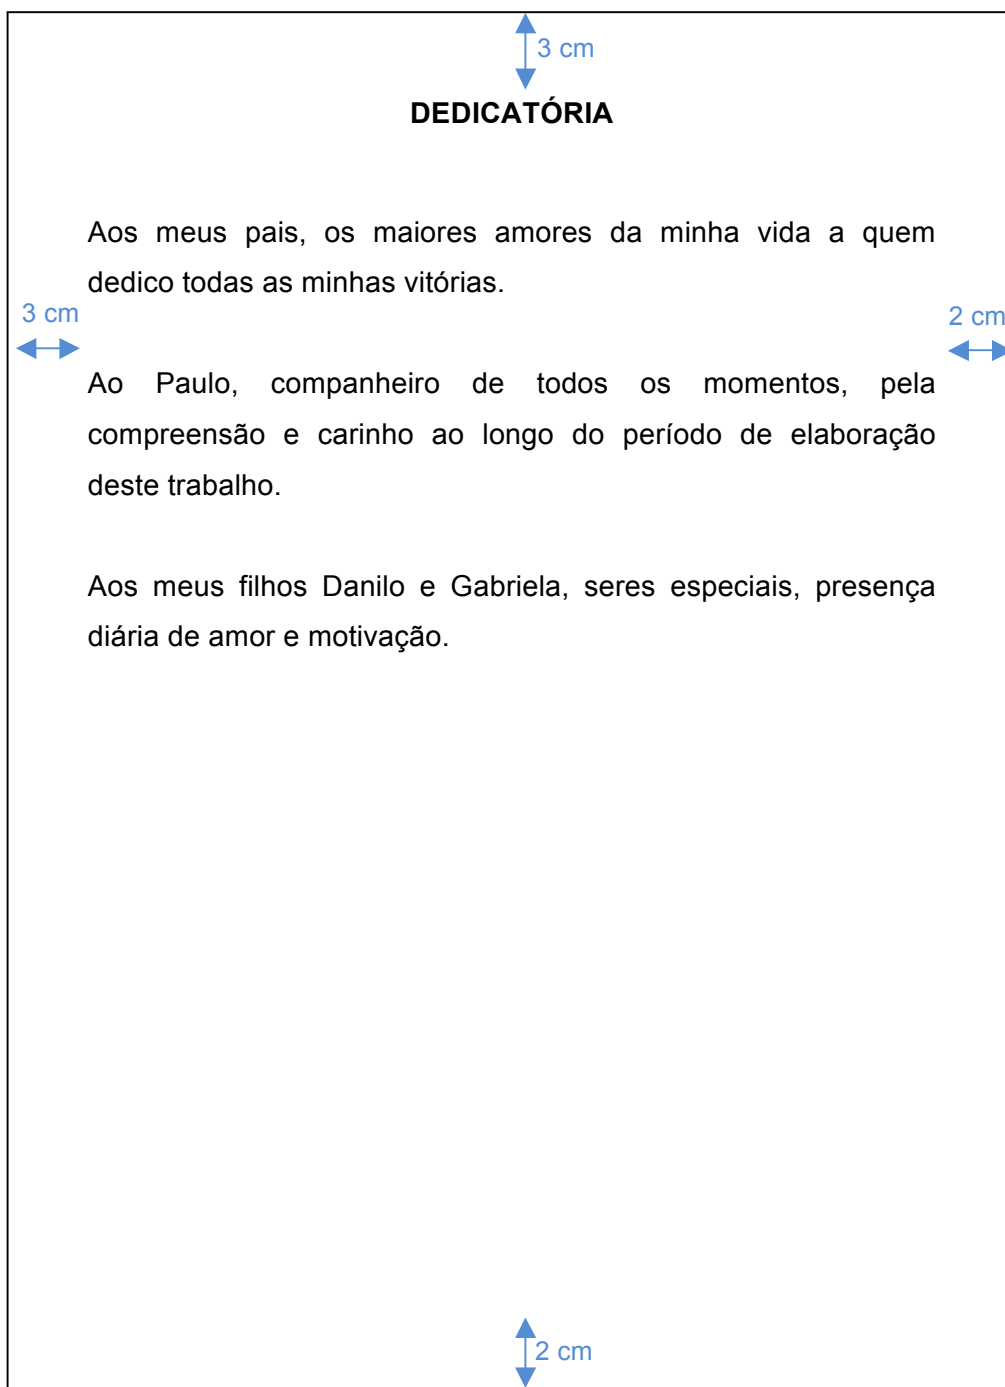 3 cm
DEDICATÓRIA
Aos meus pais, os maiores amores da minha vida a quem
dedico todas as minhas vitórias.
3 cm
2 cm
Ao Paulo, companheiro de todos os momentos, pela
compreensão e carinho ao longo do período de elaboração
deste trabalho.
Aos meus filhos Danilo e Gabriela, seres especiais, presença
diária de amor e motivação.
2 cm